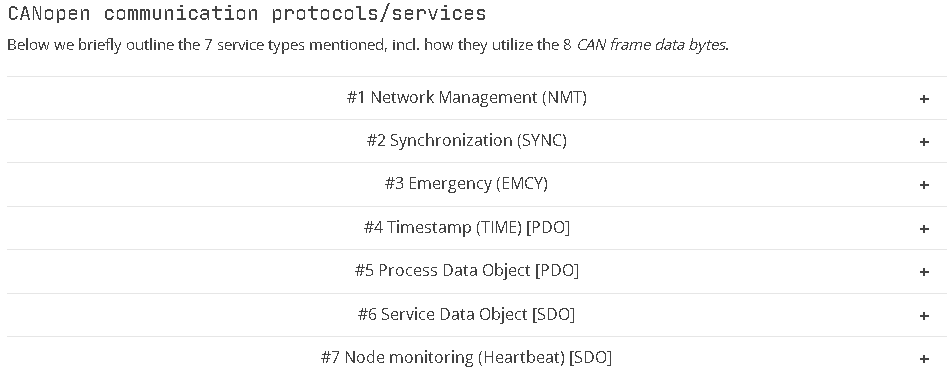 CANopen communication protocols/services
Below we briefly outline the 7 service types mentioned, incl. how they utilize the 8 CAN frame data bytes.
#1 Network Management (NMT) +
#2 Synchronization (SYNC) +
#3 Emergency (EMCY) +
#4 Timestamp (TIME) [PDO] +
#5 Process Data Object [PDO] +
#6 Service Data Object [SDO] +
#7 Node monitoring (Heartbeat) [SDO] +